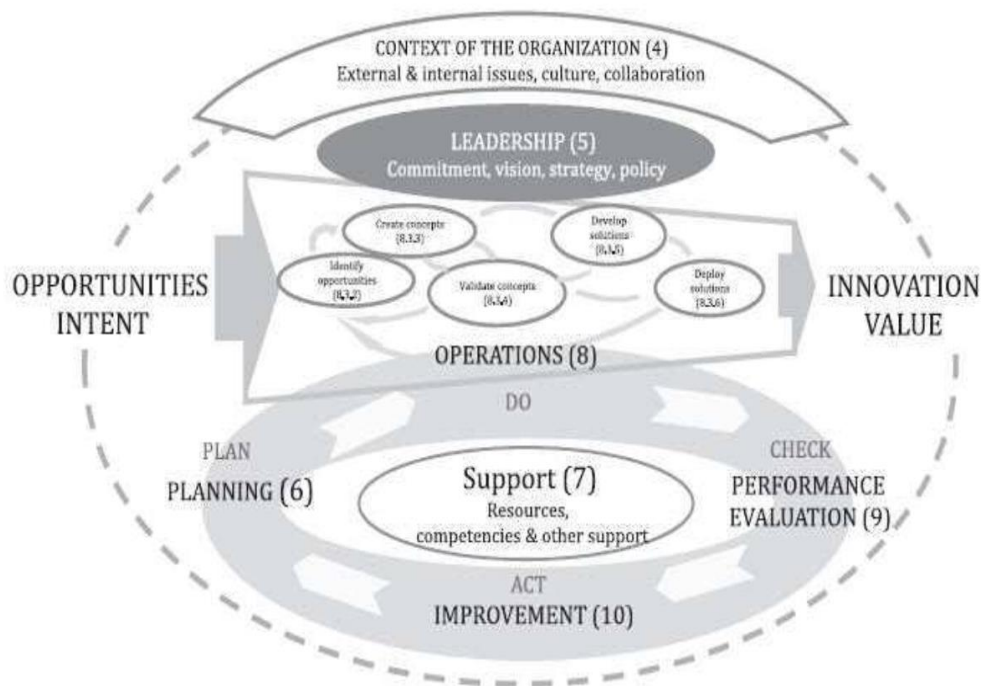 CONTEXT OF THE ORGANIZATION (4)
External & internal issues, culture, collaboration
LEADERSHIP (5)
Commitment, vision, strategy, policy
Create concepts
(8.3.3)
Develop
solutions
(8.3.5)
Identify
opportunities
(8.3.2)
Validate concepts
(8.3.4)
Deploy
solutions
(8.3.6)
OPPORTUNITIES
INTENT
INNOVATION
VALUE
OPERATIONS (8)
DO
PLAN
PLANNING (6)
CHECK
PERFORMANCE
EVALUATION (9)
Support (7)
Resources,
competencies & other support
ACT
IMPROVEMENT (10)